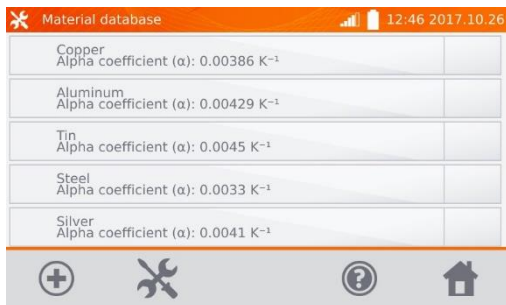 Material database 12:46 2017.10.26
Copper
Alpha coefficient (α): 0.00386 K⁻¹
Aluminum
Alpha coefficient (α): 0.00429 K⁻¹
Tin
Alpha coefficient (α): 0.0045 K⁻¹
Steel
Alpha coefficient (α): 0.0033 K⁻¹
Silver
Alpha coefficient (α): 0.0041 K⁻¹